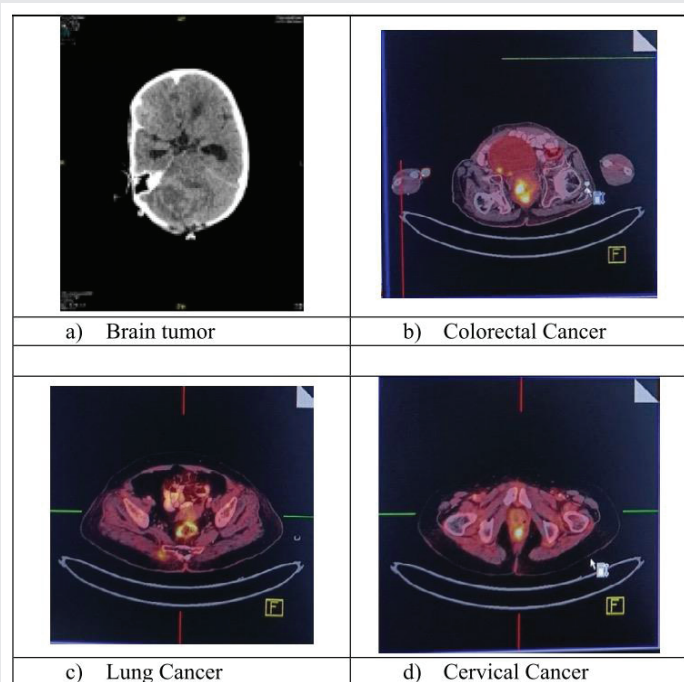 a) Brain tumor
F
b) Colorectal Cancer
F
c) Lung Cancer
F
d) Cervical Cancer